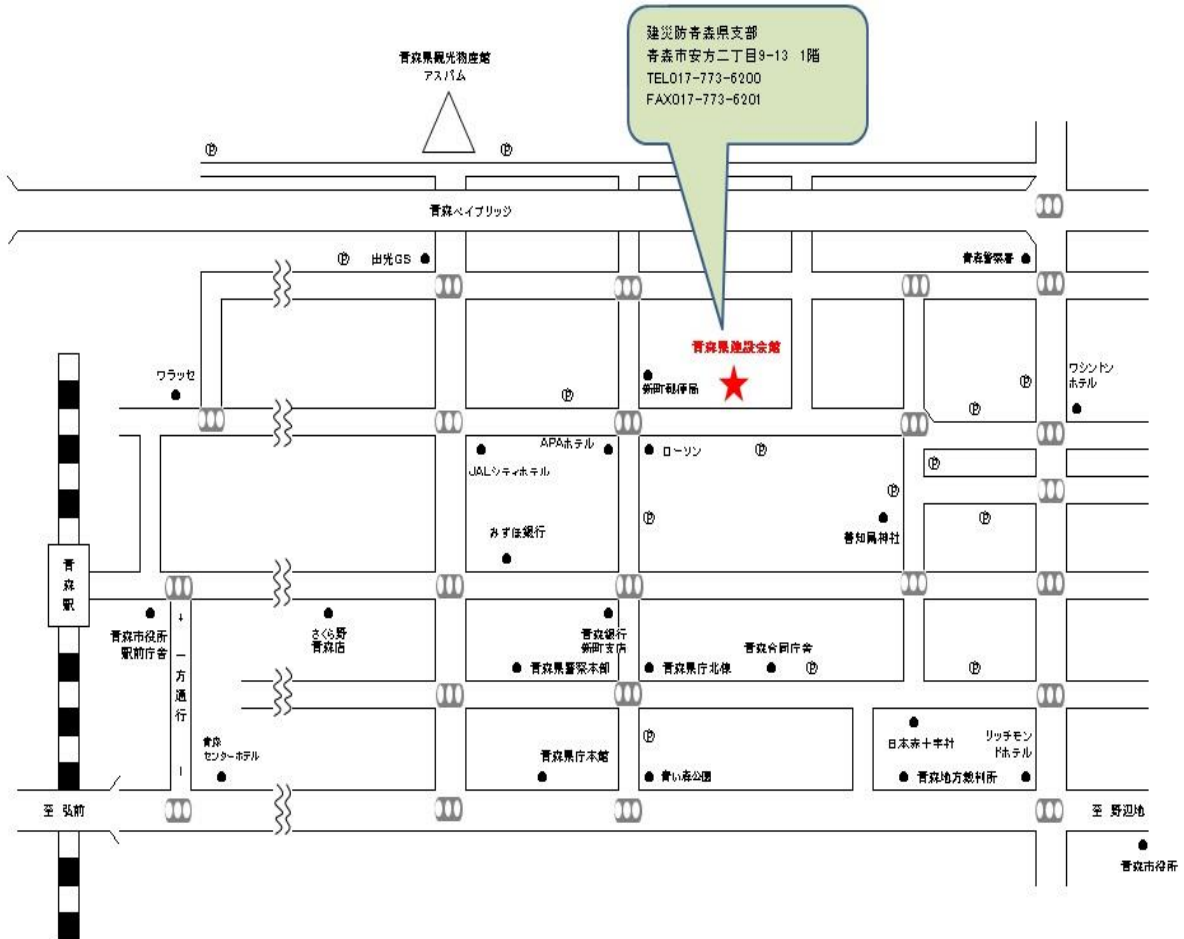 建災防青森県支部
青森市安方二丁目9-13 1階
TEL017-773-6200
FAX017-773-6201
青森県観光物産館
アスパム
Ⓟ
Ⓟ
青森ベイブリッジ
Ⓟ
出光GS
青森警察署
青森県建設会館
ワラッセ
新町郵便局
Ⓟ
Ⓟ
Ⓟ
ワシントン
ホテル
APAホテル
JALシティホテル
ローソン
Ⓟ
Ⓟ
Ⓟ
みずほ銀行
Ⓟ
善知鳥神社
Ⓟ
青森駅
青森市役所
駅前庁舎
↓一方通行
さくら野
青森店
青森銀行
新町支店
青森県警察本部
青森県庁北棟
青森合同庁舎
Ⓟ
Ⓟ
青森
センターホテル
青森県庁本館
Ⓟ
青い森公園
日本赤十字社
リッチモン
ドホテル
青森地方裁判所
至 弘前
至 野辺地
青森市役所